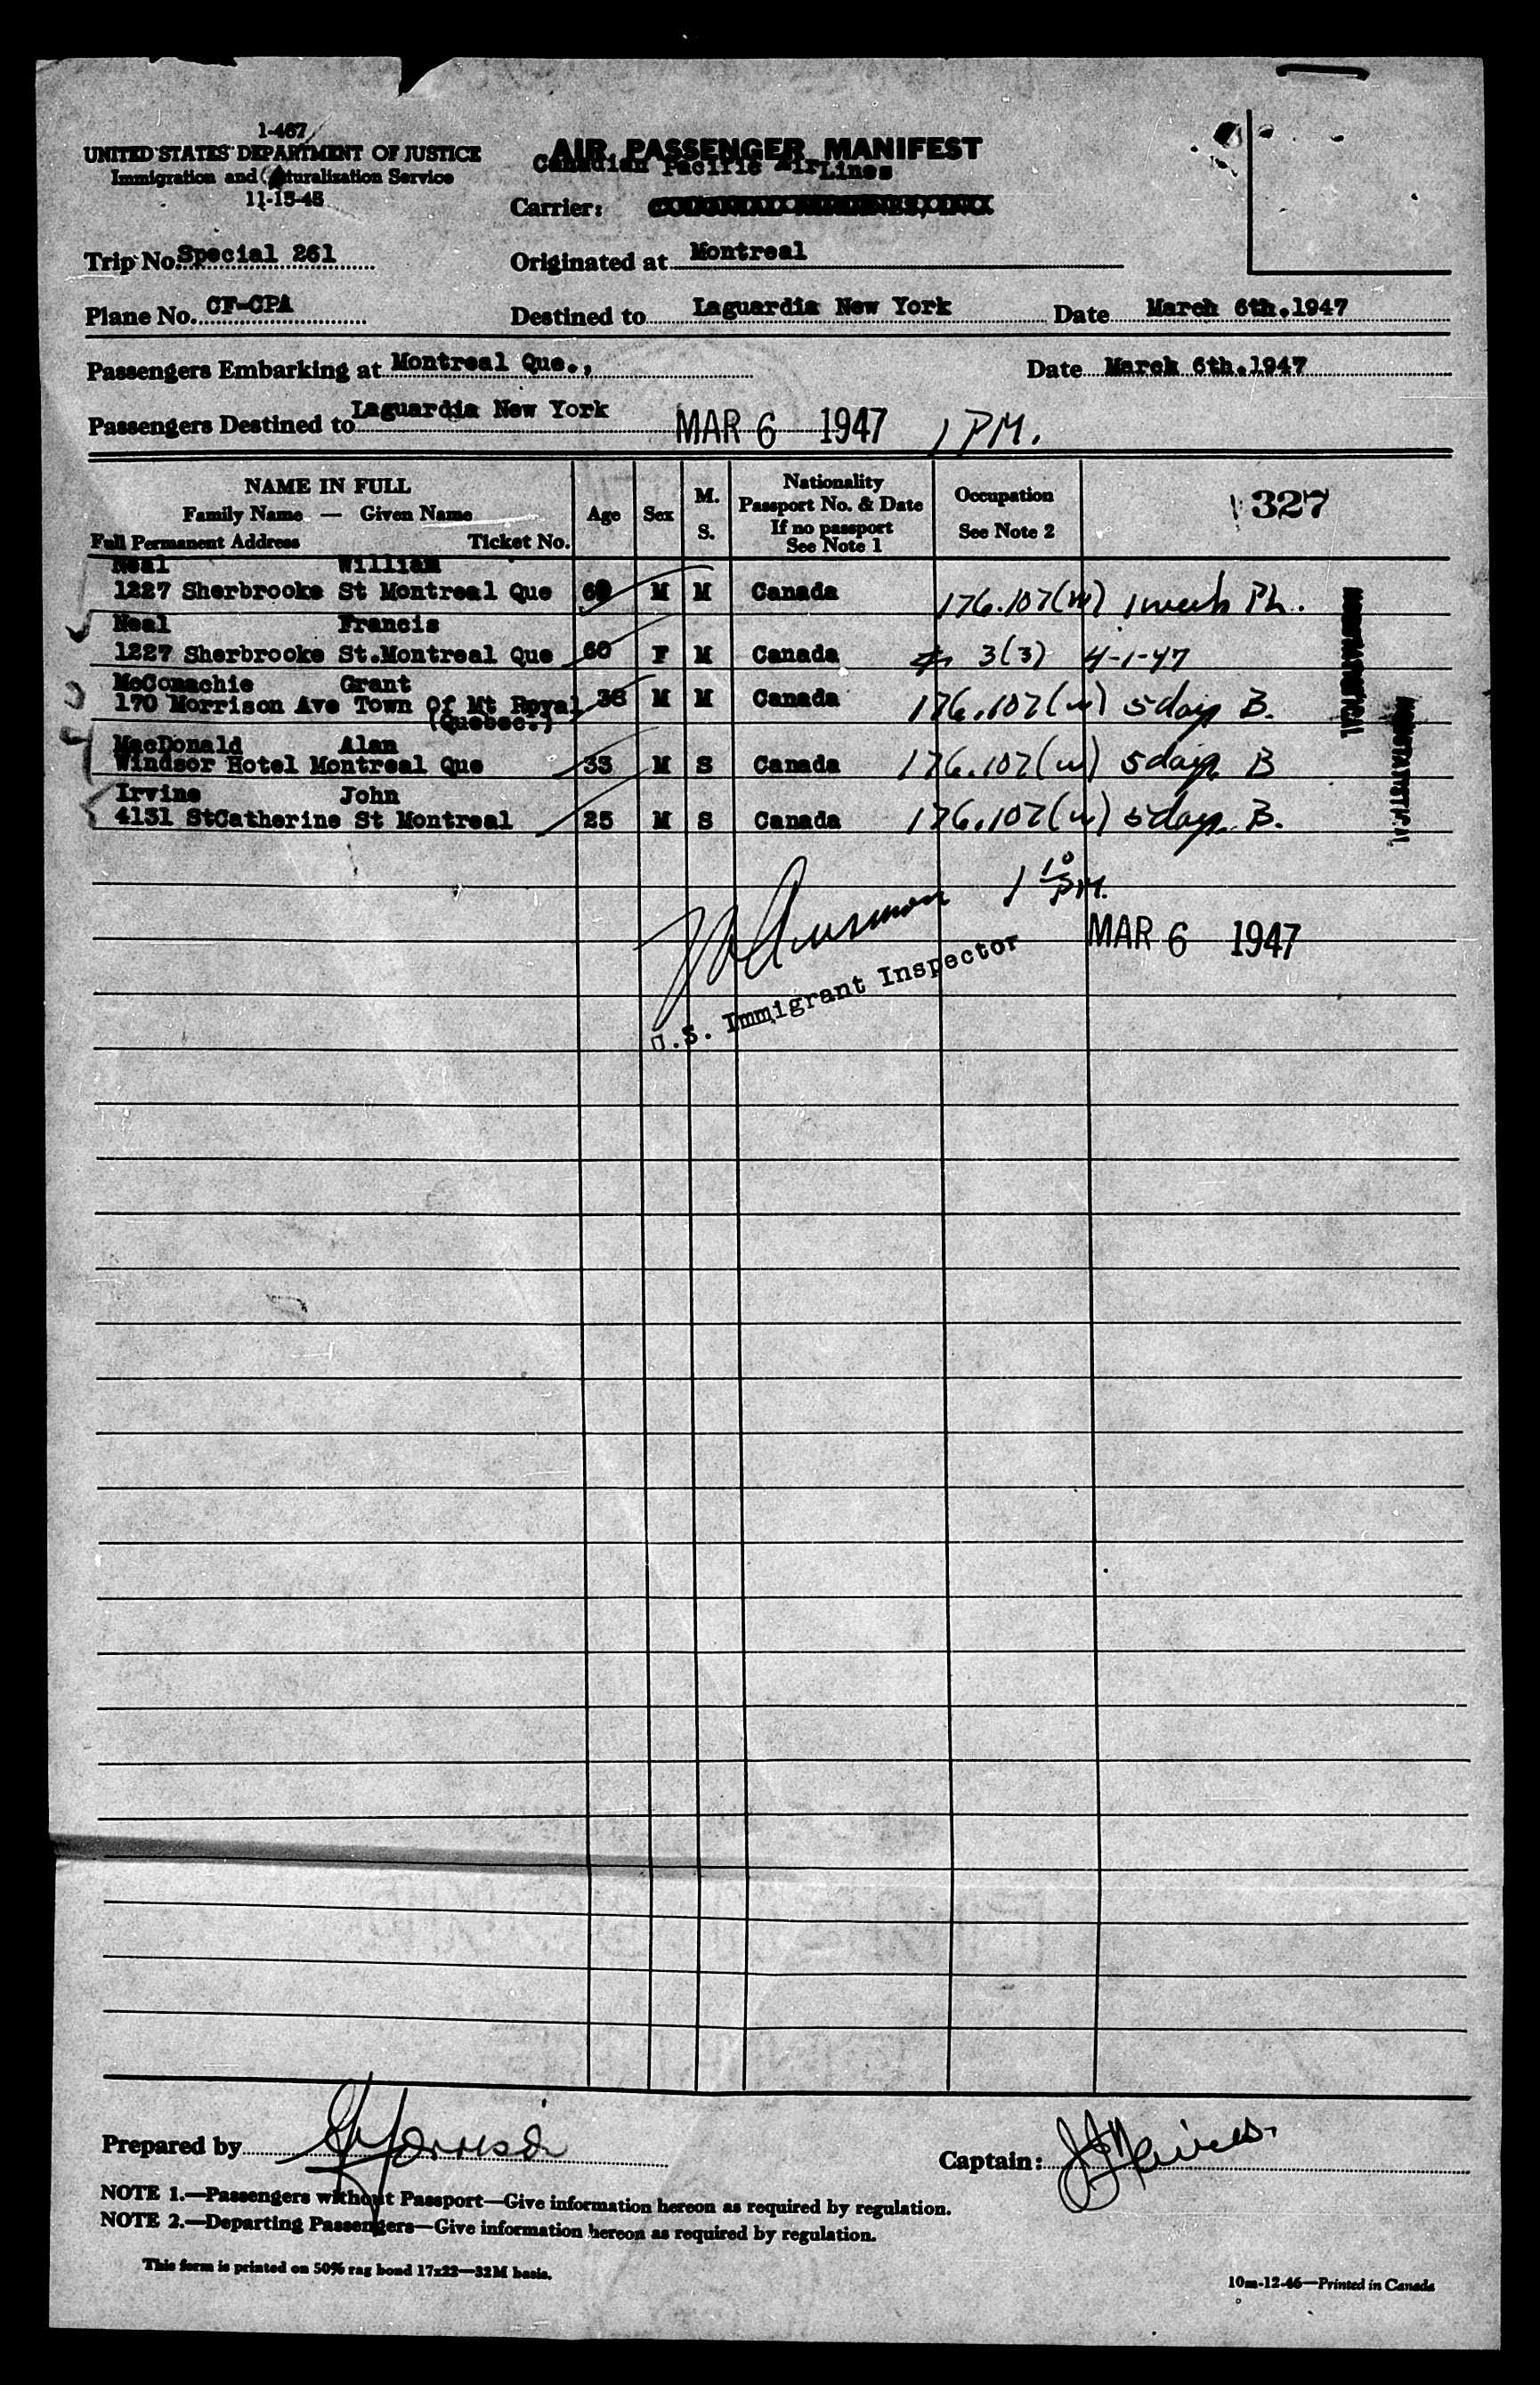 1-467
UNITED STATES DEPARTMENT OF JUSTICE
Immigration and Naturalization Service
11-15-45
AIR PASSENGER MANIFEST
Canadian Pacific AirLines
Carrier:
Trip No. Special 261
Originated at Montreal
Plane No. CF-CPA
Destined to Laguardia New York Date March 6th.1947
Passengers Embarking at Montreal Que., Date March 6th.1947
Passengers Destined to Laguardia New York MAR 6 1947 1 PM.
NAME IN FULL
Family Name — Given Name
Full Permanent Address Ticket No.
Age Sex M. S.
Nationality
Passport No. & Date
If no passport
See Note 1
Occupation
See Note 2
327
Neal William
1227 Sherbrooke St Montreal Que M M Canada 176.107(w) 1 week Ph.
Neal Francis
1227 Sherbrooke St.Montreal Que 60 F M Canada 3(3) 4-1-47
McConachie Grant
170 Morrison Ave Town Of Mt Royal 36 M M Canada 176.107(w) 5 days B.
(Quebec.)
MacDonald Alan
Windsor Hotel Montreal Que 33 M S Canada 176.107(w) 5 days B
Irvine John
4131 StCatherine St Montreal 25 M S Canada 176.107(w) 5 days B.
NONSTATISTICAL
NONSTATISTICAL
1 10 PM.
MAR 6 1947
U.S. Immigrant Inspector
Prepared by
Captain:
NOTE 1.—Passengers without Passport—Give information hereon as required by regulation.
NOTE 2.—Departing Passengers—Give information hereon as required by regulation.
This form is printed on 50% rag bond 17x22—32M basis.
10m-12-46—Printed in Canada